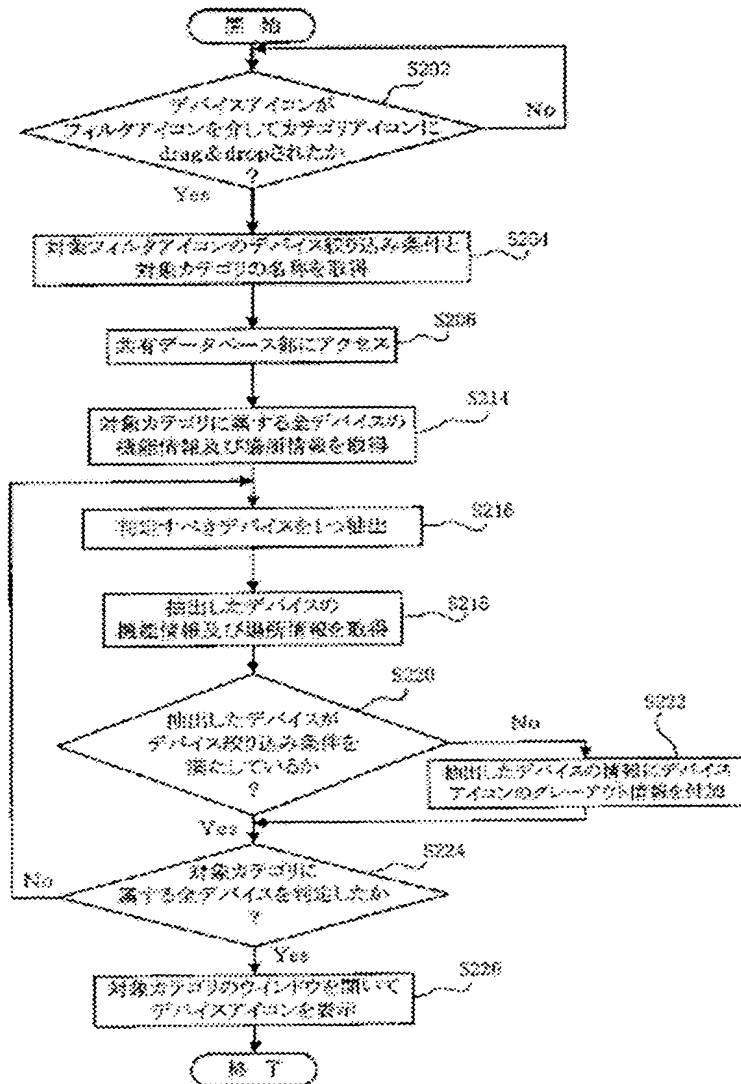 開 始
S202
デバイスアイコンが
フィルタアイコンを介してカテゴリアイコンに
drag&dropされたか
?
No
Yes
対象フィルタアイコンのデバイス絞り込み条件と
対象カテゴリの名称を取得
S204
共有データベース部にアクセス
S206
対象カテゴリに属する全デバイスの
機能情報及び場所情報を取得
S214
判定すべきデバイスを1つ抽出
S216
抽出したデバイスの
機能情報及び場所情報を取得
S218
S220
抽出したデバイスが
デバイス絞り込み条件を
満たしているか
?
No
Yes
S222
抽出したデバイスの情報にデバイス
アイコンのグレーアウト情報を付加
S224
対象カテゴリに
属する全デバイスを判定したか
?
No
Yes
対象カテゴリのウインドウを開いて
デバイスアイコンを表示
S226
終 了